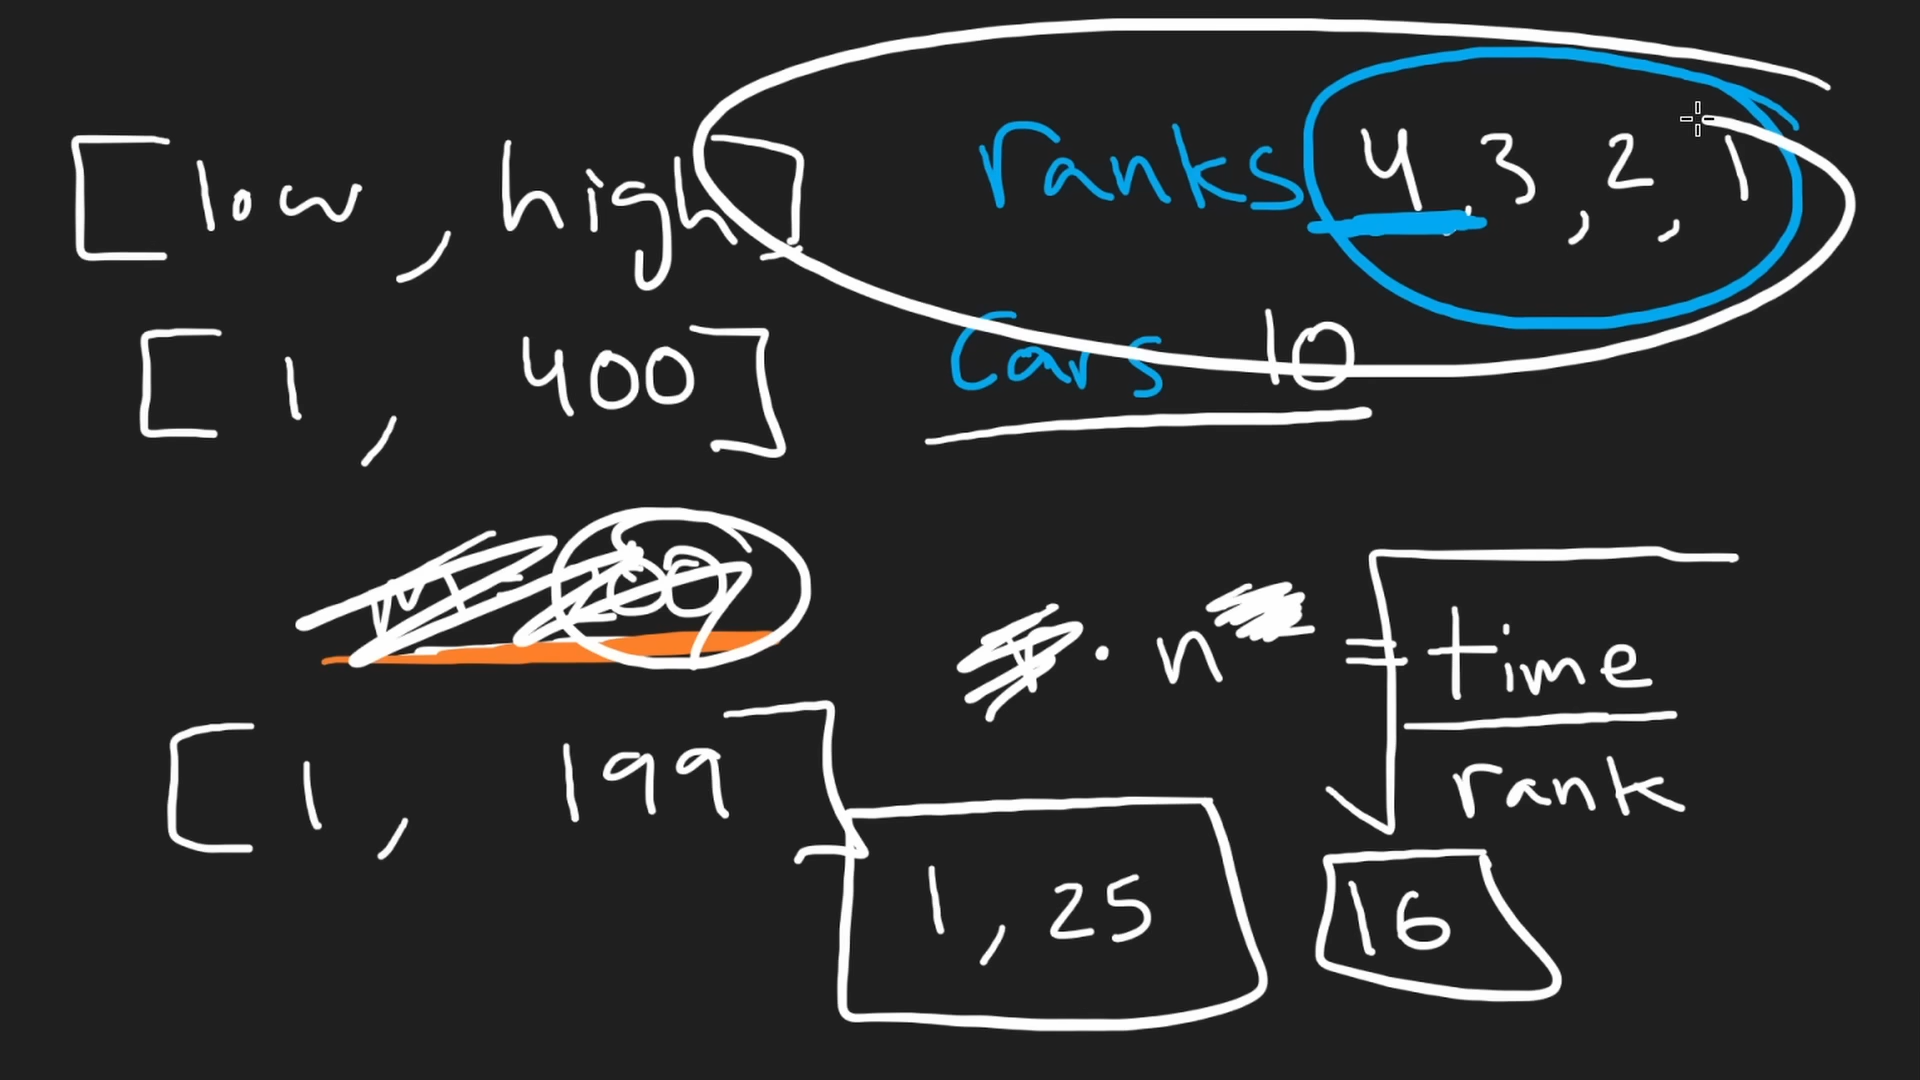 [low, high]
ranks 4, 3, 2, 1
[1, 400]
Cars 10
· n = √
time
rank
[1, 199]
1, 25
16